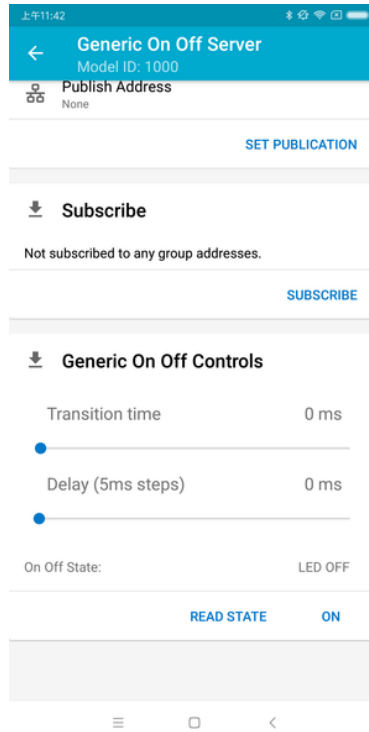 上午11:42
Generic On Off Server
Model ID: 1000
Publish Address
None
SET PUBLICATION
Subscribe
Not subscribed to any group addresses.
SUBSCRIBE
Generic On Off Controls
Transition time 0 ms
Delay (5ms steps) 0 ms
On Off State: LED OFF
READ STATE ON